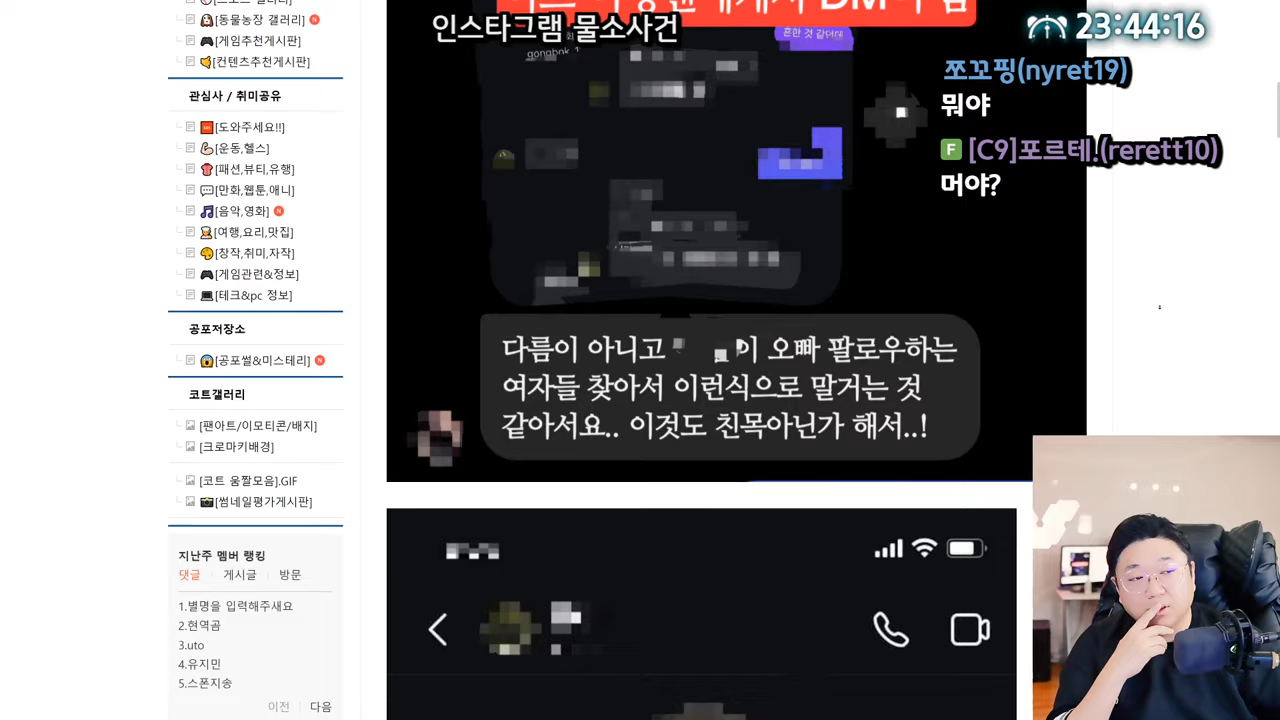 [동물농장 갤러리]
[게임추천게시판]
[컨텐츠추천게시판]
관심사 / 취미공유
[도와주세요!!]
[운동,헬스]
[패션,뷰티,유행]
[만화,웹툰,애니]
[음악,영화]
[여행,요리,맛집]
[창작,취미,자작]
[게임관련&정보]
[테크&pc 정보]
공포저장소
[공포썰&미스테리]
코트갤러리
[팬아트/이모티콘/배지]
[크로마키배경]
[코트 움짤모음].GIF
[썸네일평가게시판]
지난주 멤버 랭킹
댓글 게시글 방문
1.별명을 입력해주세요
2.현역곰
3.uto
4.유지민
5.스폰지송
이전 다음
인스타그램 물소사건
흔한 것 같던데
다름이 아니고 이 오빠 팔로우하는
여자들 찾아서 이런식으로 말거는 것
같아서요.. 이것도 친목아닌가 해서..!
23:44:16
쪼꼬핑(nyret19)
뭐야
F [C9]포르테.(rerett10)
머야?